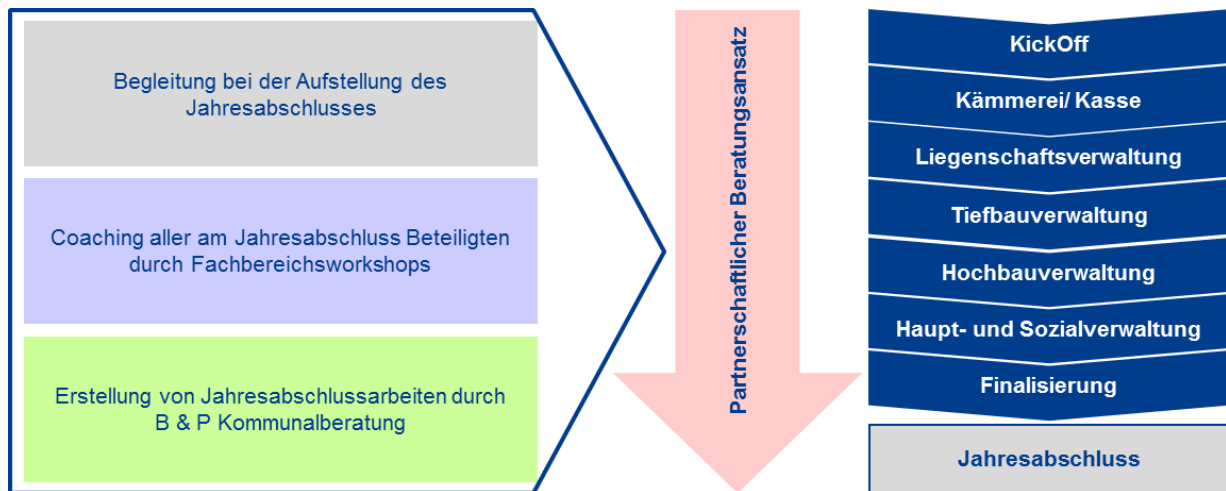 Begleitung bei der Aufstellung des
Jahresabschlusses
Coaching aller am Jahresabschluss Beteiligten
durch Fachbereichsworkshops
Erstellung von Jahresabschlussarbeiten durch
B & P Kommunalberatung
Partnerschaftlicher Beratungsansatz
KickOff
Kämmerei/ Kasse
Liegenschaftsverwaltung
Tiefbauverwaltung
Hochbauverwaltung
Haupt- und Sozialverwaltung
Finalisierung
Jahresabschluss